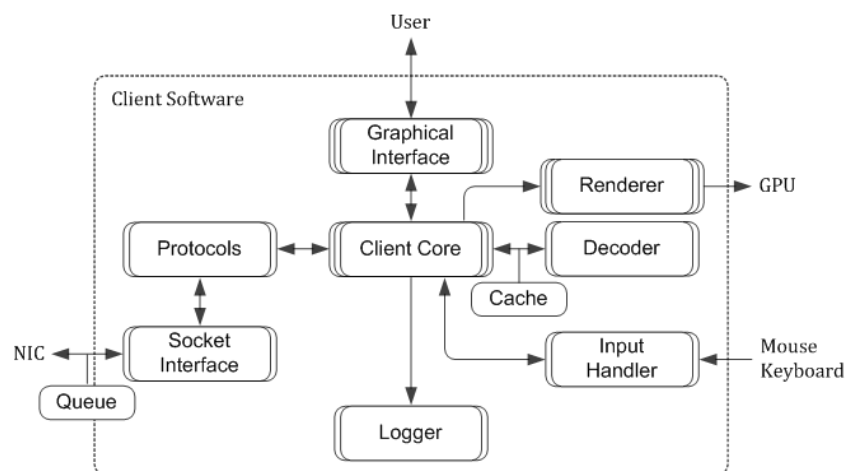 User
Client Software
Graphical
Interface
Renderer
GPU
Protocols
Client Core
Decoder
Cache
NIC
Socket
Interface
Input
Handler
Mouse
Keyboard
Queue
Logger